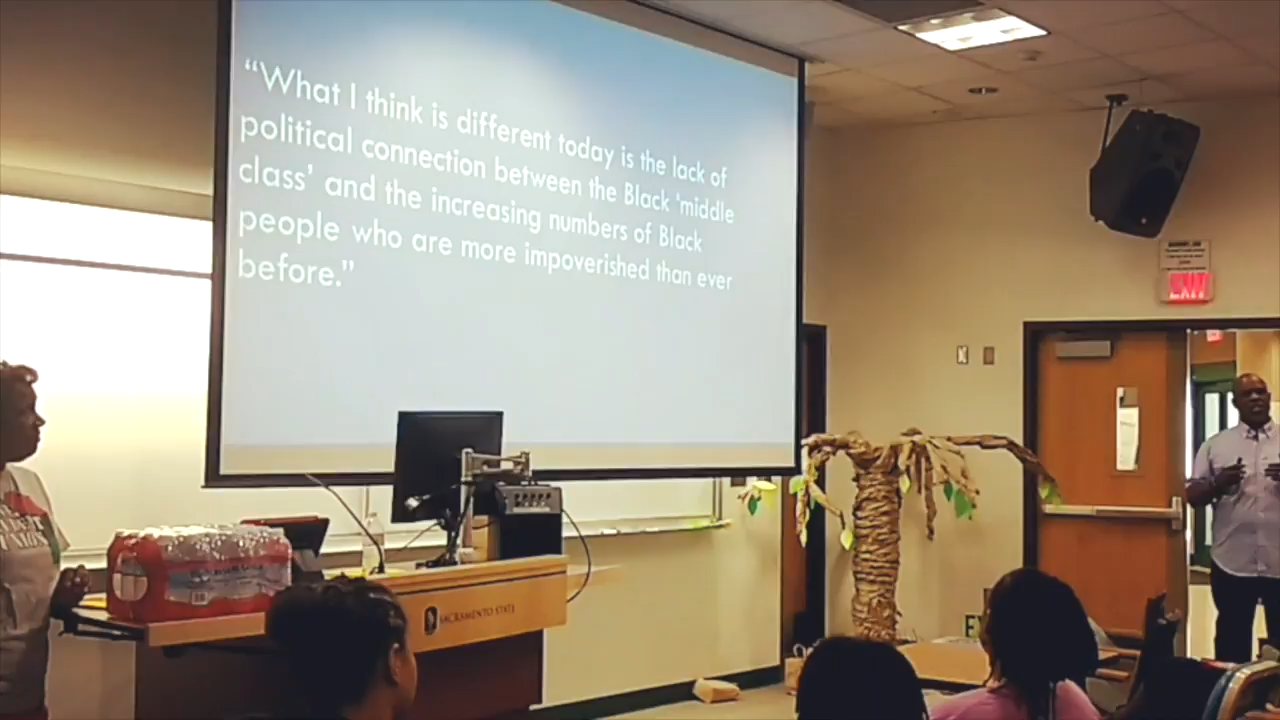 “What I think is different today is the lack of
political connection between the Black ‘middle
class’ and the increasing numbers of Black
people who are more impoverished than ever
before.”
SACRAMENTO STATE